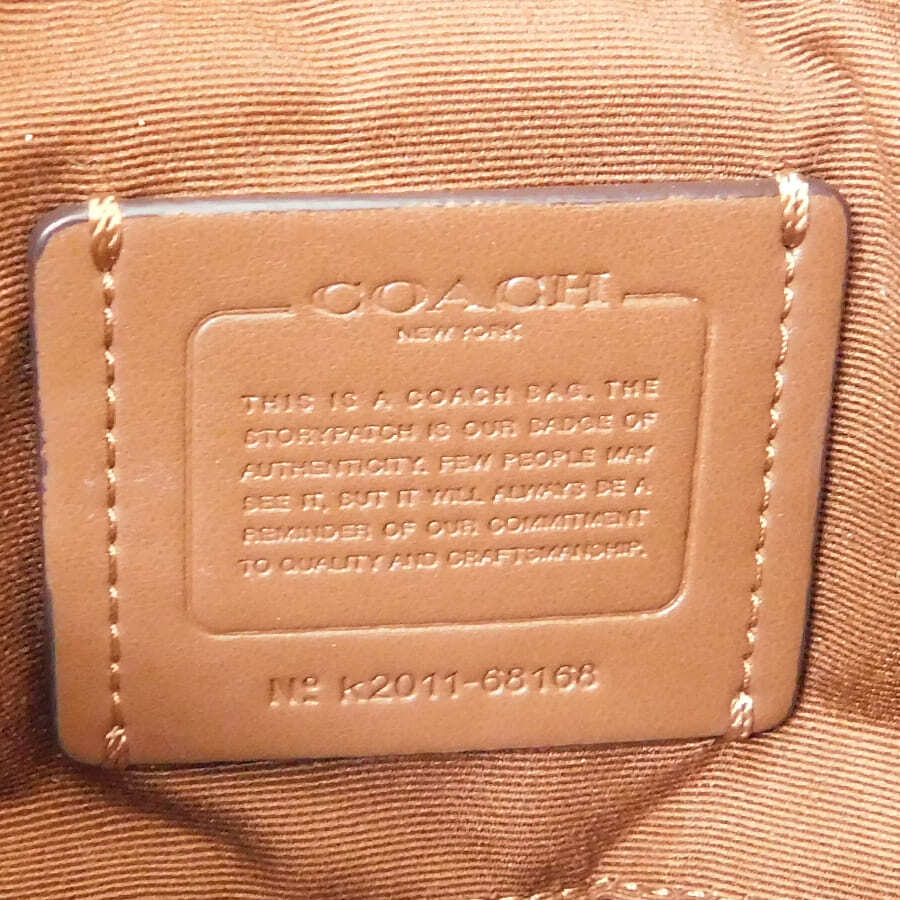 COACH
NEW YORK
THIS IS A COACH BAG. THE
STORYPATCH IS OUR BADGE OF
AUTHENTICITY. FEW PEOPLE MAY
SEE IT, BUT IT WILL ALWAYS BE A
REMINDER OF OUR COMMITMENT
TO QUALITY AND CRAFTSMANSHIP.
Nº K2011-68168